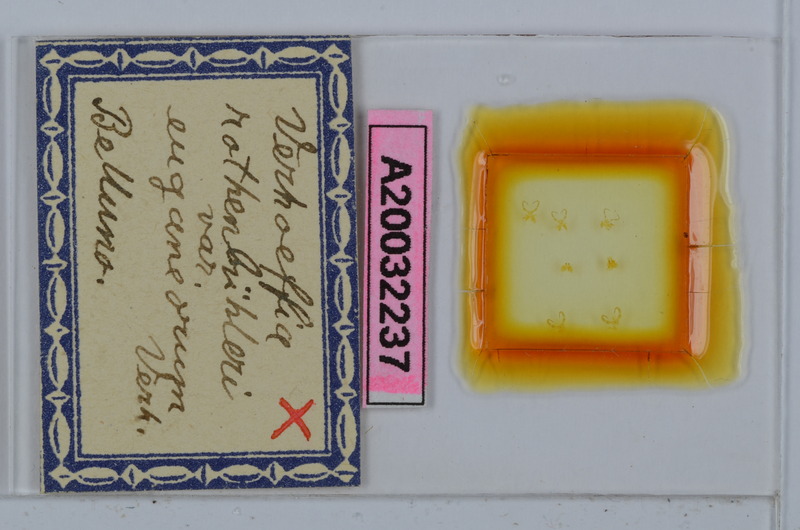 Verhoeffia
rothenbühleri
var.
euganeorum
Verh.
Belluno.
X
A20032237